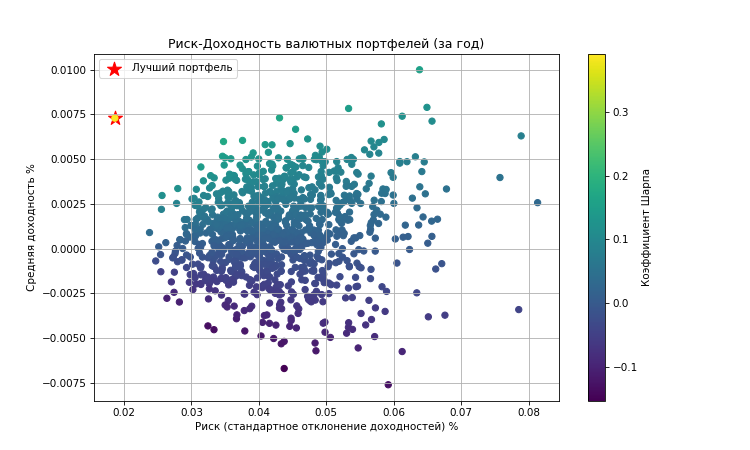 Риск-Доходность валютных портфелей (за год)
Лучший портфель
0.0100
0.0075
0.0050
0.0025
0.0000
−0.0025
−0.0050
−0.0075
Средняя доходность %
0.02 0.03 0.04 0.05 0.06 0.07 0.08
Риск (стандартное отклонение доходностей) %
0.3
0.2
0.1
0.0
−0.1
Коэффициент Шарпа